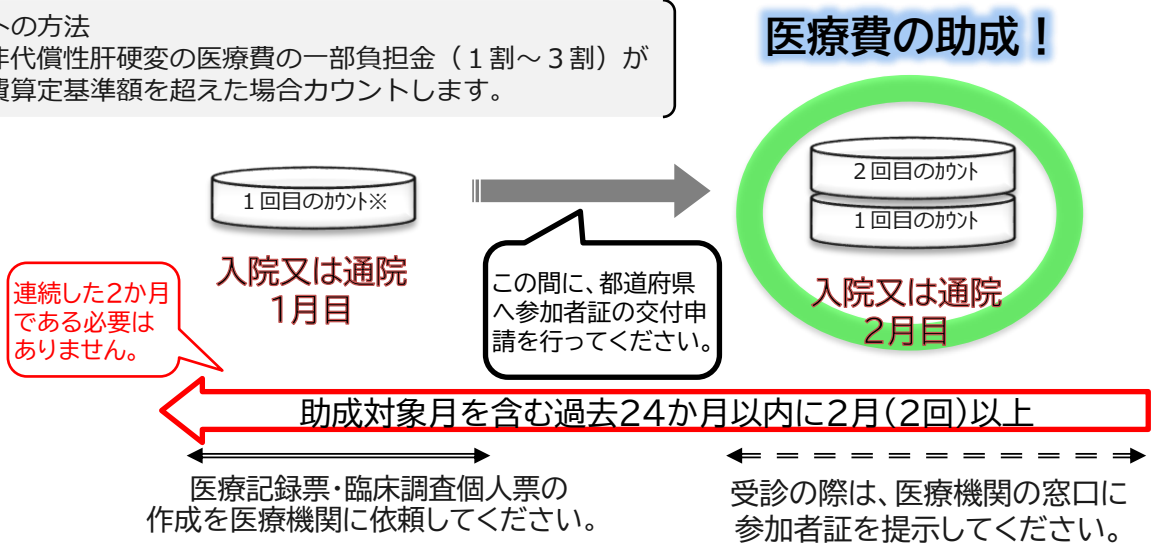 トの方法
非代償性肝硬変の医療費の一部負担金（１割～３割）が
費算定基準額を超えた場合カウントします。
医療費の助成！
１回目のｶｳﾝﾄ※
２回目のｶｳﾝﾄ
１回目のｶｳﾝﾄ
入院又は通院
1月目
連続した2か月
である必要は
ありません。
この間に、都道府県
へ参加者証の交付申
請を行ってください。
入院又は通院
2月目
助成対象月を含む過去24か月以内に2月(2回)以上
医療記録票・臨床調査個人票の
作成を医療機関に依頼してください。
受診の際は、医療機関の窓口に
参加者証を提示してください。